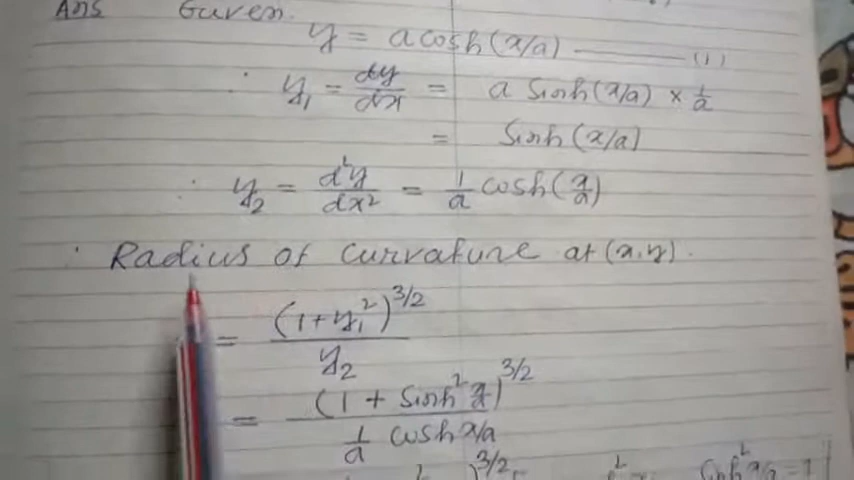 Ans Given.
y = a cosh(x/a) ——— (1)
∴ y₁ = dy/dx = a sinh(x/a) × 1/a
= sinh(x/a)
∴ y₂ = d²y/dx² = 1/a cosh(x/a)
∴ Radius of curvature at (x,y).
= (1+y₁²)^3/2 / y₂
= (1 + sinh² x/a)^3/2 / (1/a cosh x/a)